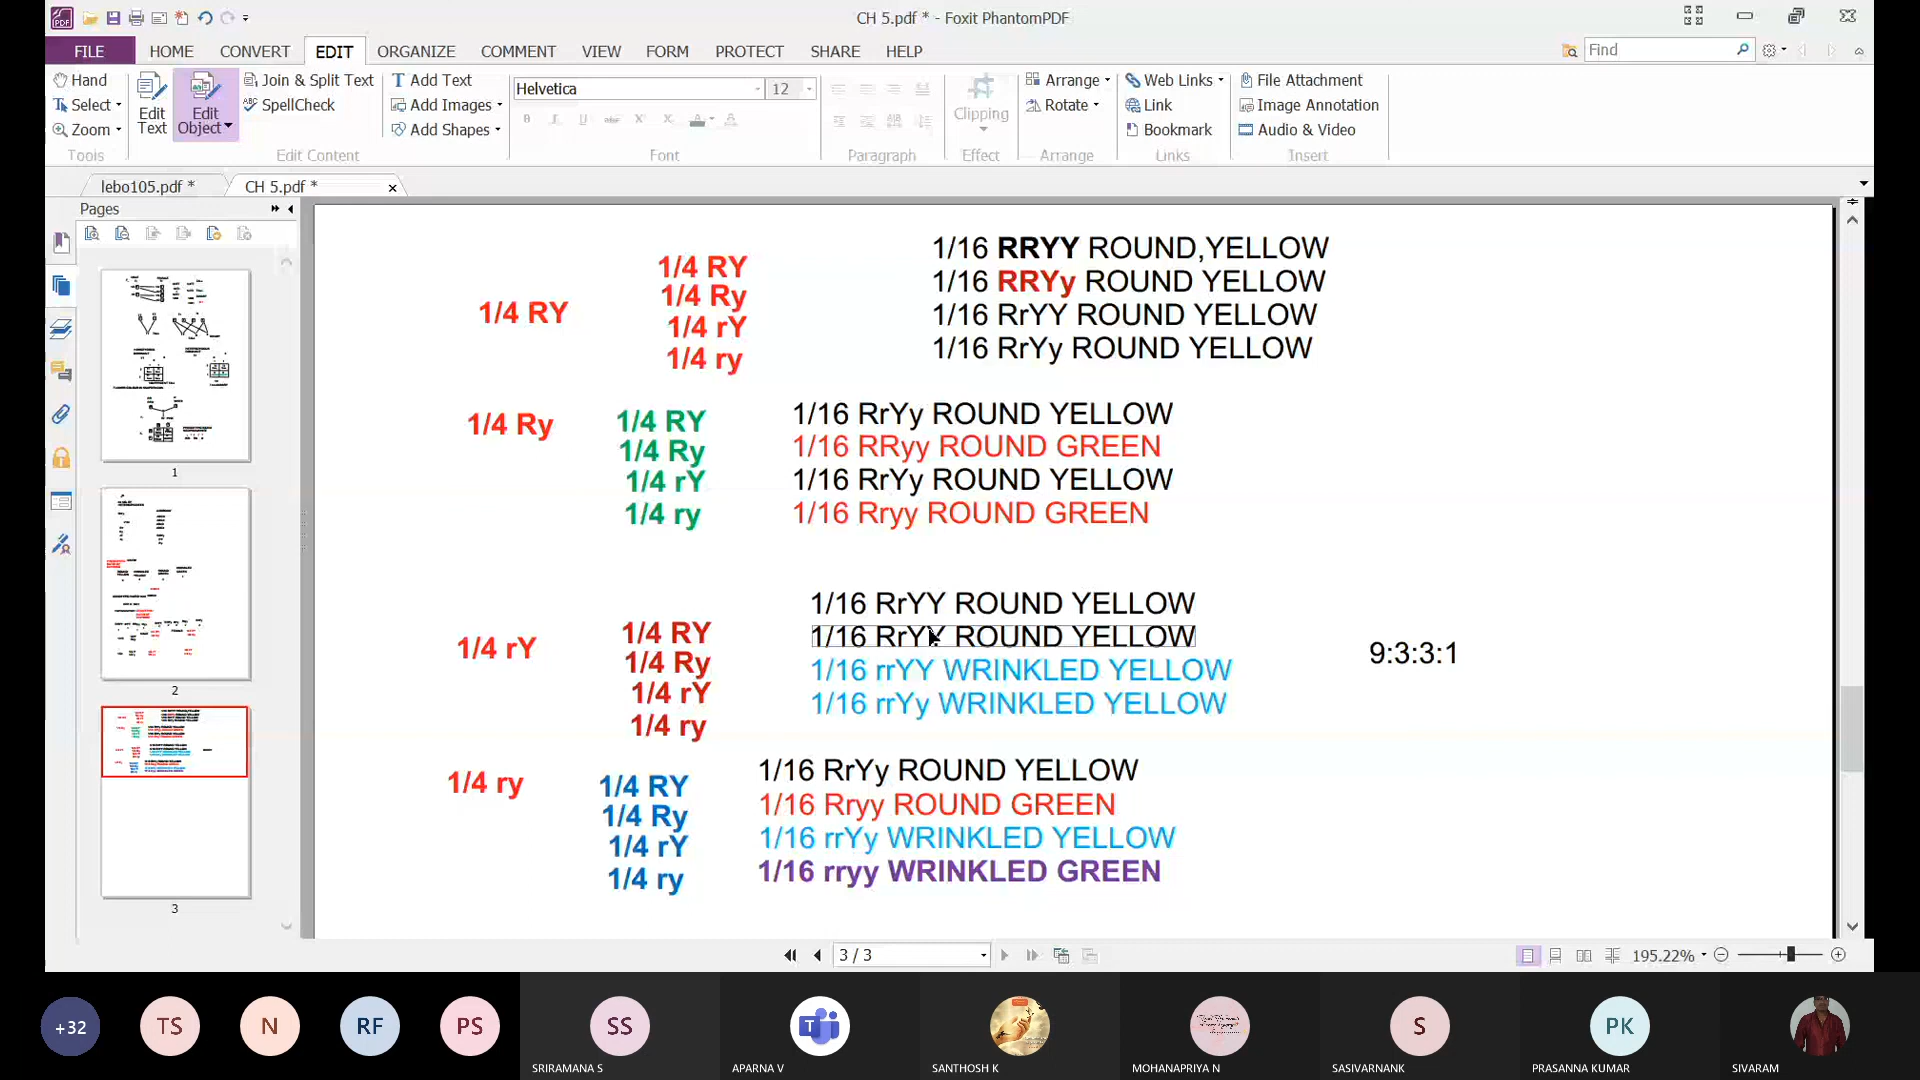 CH 5.pdf * - Foxit PhantomPDF
FILE HOME CONVERT EDIT ORGANIZE COMMENT VIEW FORM PROTECT SHARE HELP
Find
Hand
Select
Zoom
Tools
Edit Text
Edit Object
Join & Split Text
SpellCheck
Edit Content
Add Text
Add Images
Add Shapes
Helvetica 12
Font
Paragraph
Clipping
Effect
Arrange
Rotate
Arrange
Web Links
Link
Bookmark
Links
File Attachment
Image Annotation
Audio & Video
Insert
lebo105.pdf * CH 5.pdf *
Pages
1
2
3
1/4 RY
1/4 RY
1/4 Ry
1/4 rY
1/4 ry
1/16 RRYY ROUND,YELLOW
1/16 RRYy ROUND YELLOW
1/16 RrYY ROUND YELLOW
1/16 RrYy ROUND YELLOW
1/4 Ry
1/4 RY
1/4 Ry
1/4 rY
1/4 ry
1/16 RrYy ROUND YELLOW
1/16 RRyy ROUND GREEN
1/16 RrYy ROUND YELLOW
1/16 Rryy ROUND GREEN
1/4 rY
1/4 RY
1/4 Ry
1/4 rY
1/4 ry
1/16 RrYY ROUND YELLOW
1/16 RrYY ROUND YELLOW
1/16 rrYY WRINKLED YELLOW
1/16 rrYy WRINKLED YELLOW
9:3:3:1
1/4 ry
1/4 RY
1/4 Ry
1/4 rY
1/4 ry
1/16 RrYy ROUND YELLOW
1/16 Rryy ROUND GREEN
1/16 rrYy WRINKLED YELLOW
1/16 rryy WRINKLED GREEN
3 / 3
195.22%
+32 TS N RF PS SS T S PK
SRIRAMANA S APARNA V SANTHOSH K MOHANAPRIYA N SASIVARNANK PRASANNA KUMAR SIVARAM